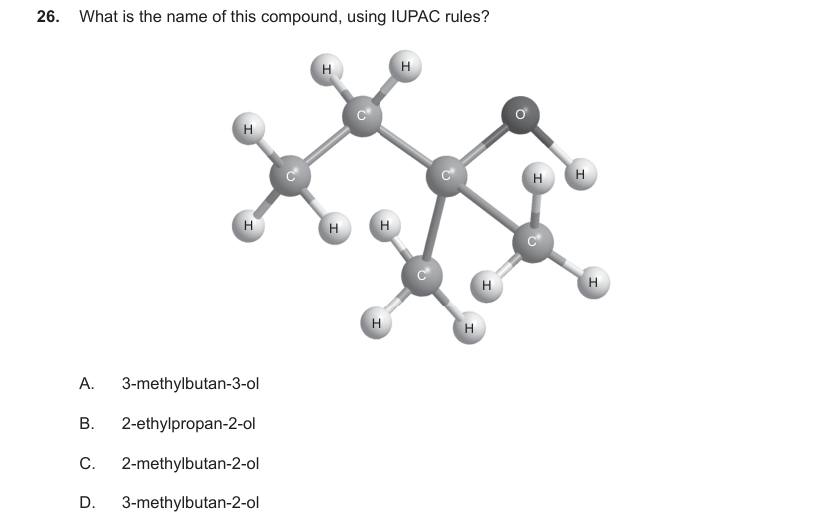 26. What is the name of this compound, using IUPAC rules?
H H
C O
H
C C H H
H H H C
C H H
H H
A. 3-methylbutan-3-ol
B. 2-ethylpropan-2-ol
C. 2-methylbutan-2-ol
D. 3-methylbutan-2-ol